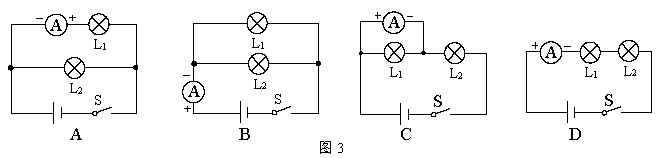 − A + L₁
L₂
S
A
L₁
L₂
− A +
S
B
+ A −
L₁ L₂
S
C
+ A − L₁ L₂
S
D
图 3